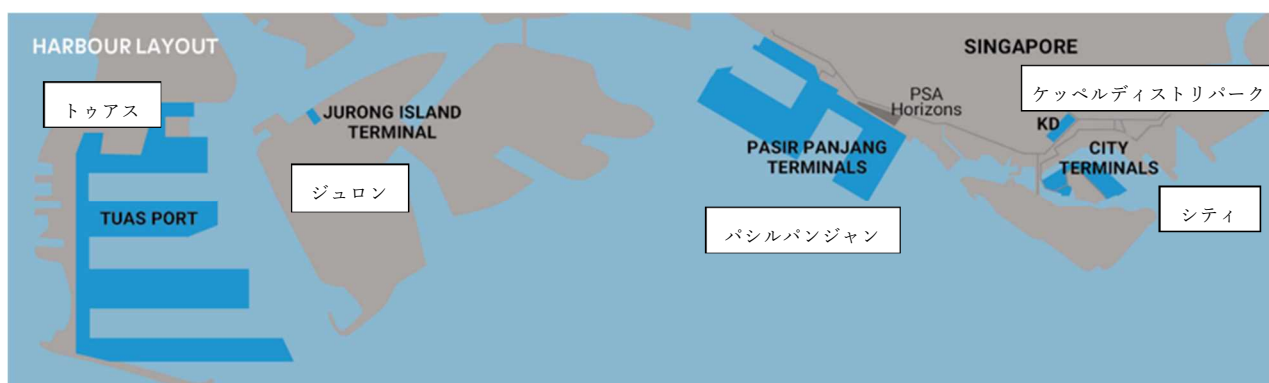 HARBOUR LAYOUT
トゥアス
TUAS PORT
JURONG ISLAND
TERMINAL
ジュロン
PASIR PANJANG
TERMINALS
パシルパンジャン
PSA
Horizons
SINGAPORE
ケッペルディストリパーク
KD
CITY
TERMINALS
シティ